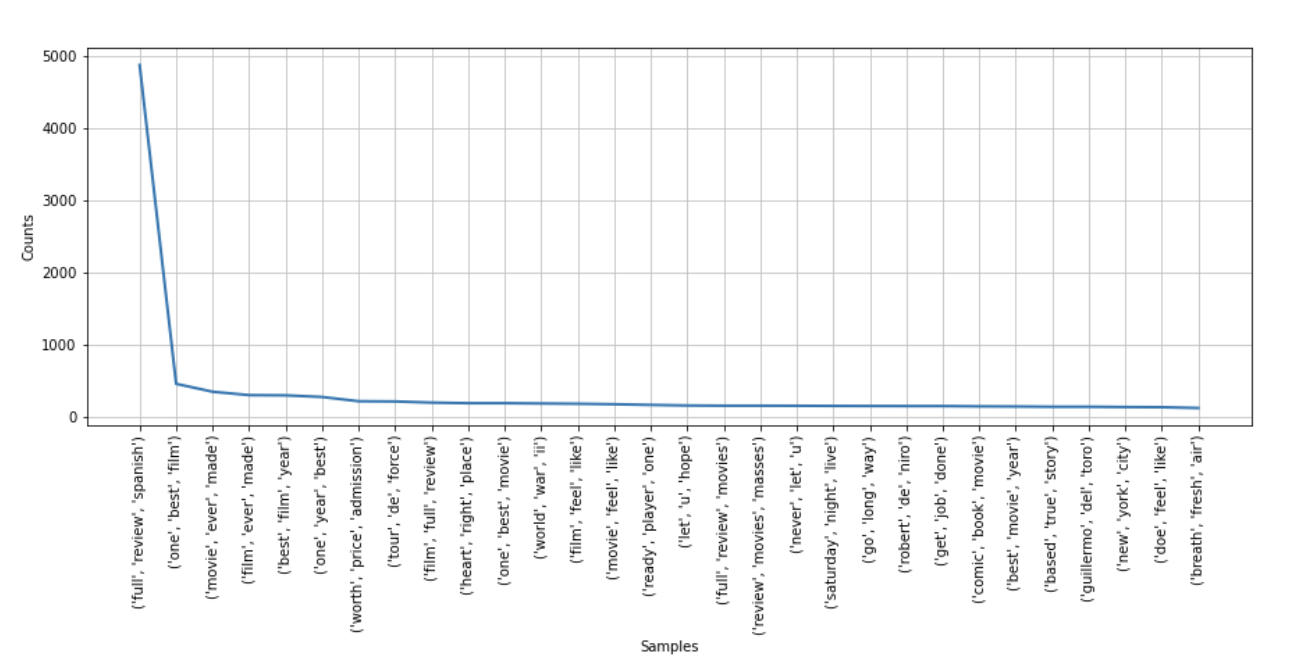 5000
4000
3000
2000
1000
0
Counts
('full', 'review', 'spanish')
('one', 'best', 'film')
('movie', 'ever', 'made')
('film', 'ever', 'made')
('best', 'film', 'year')
('one', 'year', 'best')
('worth', 'price', 'admission')
('tour', 'de', 'force')
('film', 'full', 'review')
('heart', 'right', 'place')
('one', 'best', 'movie')
('world', 'war', 'ii')
('film', 'feel', 'like')
('movie', 'feel', 'like')
('ready', 'player', 'one')
('let', 'u', 'hope')
('full', 'review', 'movies')
('review', 'movies', 'masses')
('never', 'let', 'u')
('saturday', 'night', 'live')
('go', 'long', 'way')
('robert', 'de', 'niro')
('get', 'job', 'done')
('comic', 'book', 'movie')
('best', 'movie', 'year')
('based', 'true', 'story')
('guillermo', 'del', 'toro')
('new', 'york', 'city')
('doe', 'feel', 'like')
('breath', 'fresh', 'air')
Samples